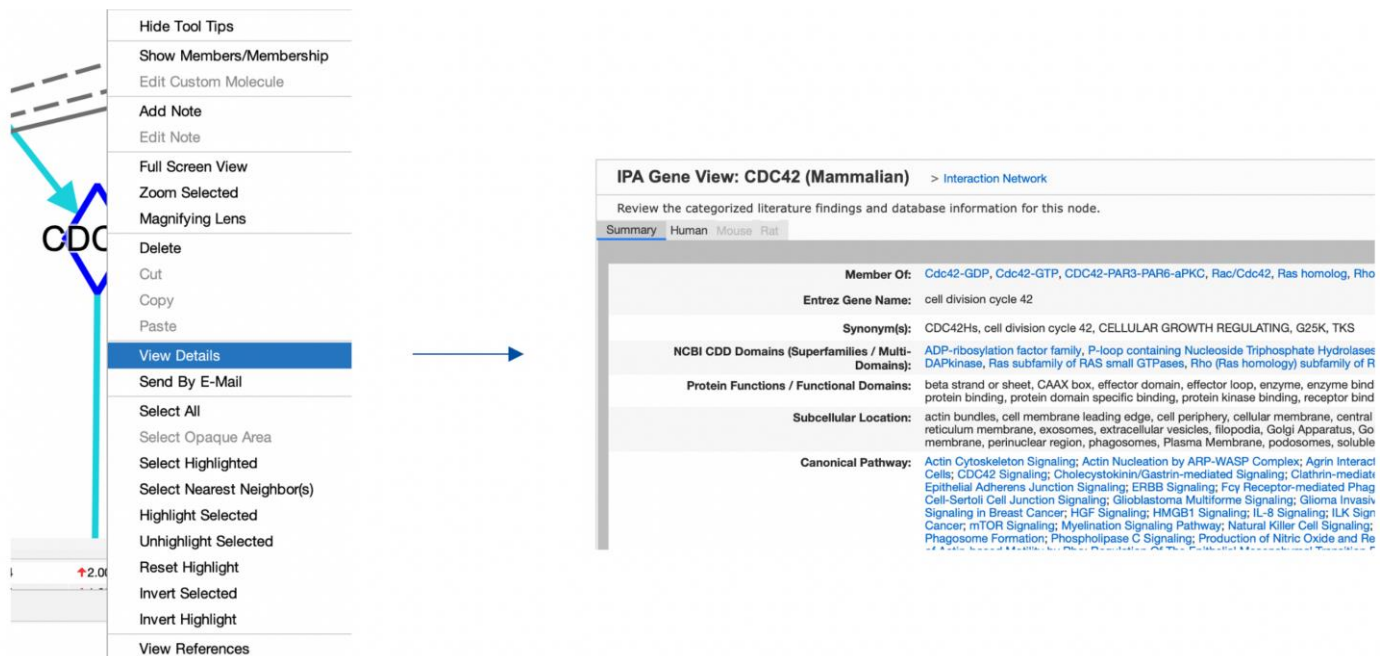 Hide Tool Tips
Show Members/Membership
Edit Custom Molecule
Add Note
Edit Note
Full Screen View
Zoom Selected
Magnifying Lens
Delete
Cut
Copy
Paste
View Details
Send By E-Mail
Select All
Select Opaque Area
Select Highlighted
Select Nearest Neighbor(s)
Highlight Selected
Unhighlight Selected
Reset Highlight
Invert Selected
Invert Highlight
View References
CDC
2.00
IPA Gene View: CDC42 (Mammalian) > Interaction Network
Review the categorized literature findings and database information for this node.
Summary Human Mouse Rat
Member Of: Cdc42-GDP, Cdc42-GTP, CDC42-PAR3-PAR6-aPKC, Rac/Cdc42, Ras homolog, Rho
Entrez Gene Name: cell division cycle 42
Synonym(s): CDC42Hs, cell division cycle 42, CELLULAR GROWTH REGULATING, G25K, TKS
NCBI CDD Domains (Superfamilies / Multi-Domains): ADP-ribosylation factor family, P-loop containing Nucleoside Triphosphate Hydrolases
DAPkinase, Ras subfamily of RAS small GTPases, Rho (Ras homology) subfamily of R
Protein Functions / Functional Domains: beta strand or sheet, CAAX box, effector domain, effector loop, enzyme, enzyme bind
protein binding, protein domain specific binding, protein kinase binding, receptor bind
Subcellular Location: actin bundles, cell membrane leading edge, cell periphery, cellular membrane, central
reticulum membrane, exosomes, extracellular vesicles, filopodia, Golgi Apparatus, Go
membrane, perinuclear region, phagosomes, Plasma Membrane, podosomes, soluble
Canonical Pathway: Actin Cytoskeleton Signaling; Actin Nucleation by ARP-WASP Complex; Agrin Interact
Cells; CDC42 Signaling; Cholecystokinin/Gastrin-mediated Signaling; Clathrin-mediate
Epithelial Adherens Junction Signaling; ERBB Signaling; Fcγ Receptor-mediated Phag
Cell-Sertoli Cell Junction Signaling; Glioblastoma Multiforme Signaling; Glioma Invasiv
Signaling in Breast Cancer; HGF Signaling; HMGB1 Signaling; IL-8 Signaling; ILK Sign
Cancer; mTOR Signaling; Myelination Signaling Pathway; Natural Killer Cell Signaling;
Phagosome Formation; Phospholipase C Signaling; Production of Nitric Oxide and Re